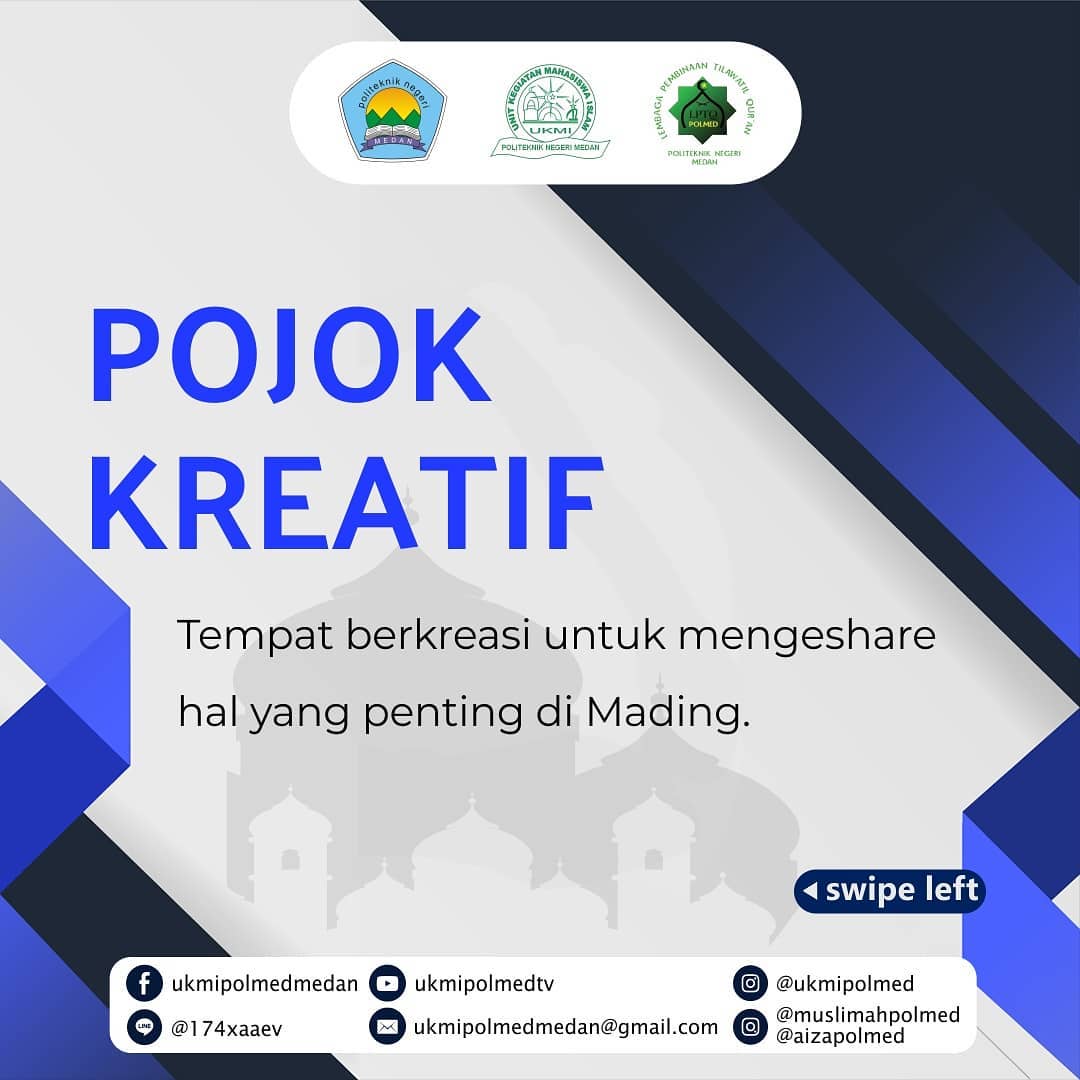 politeknik negeri
MEDAN
UNIT KEGIATAN MAHASISWA ISLAM
UKMI
POLITEKNIK NEGERI MEDAN
LEMBAGA PEMBINAAN TILAWATIL QUR'AN
LPTQ
POLMED
POLITEKNIK NEGERI
MEDAN
POJOK
KREATIF
Tempat berkreasi untuk mengeshare
hal yang penting di Mading.
swipe left
ukmipolmedmedan
ukmipolmedtv
@ukmipolmed
LINE
@174xaaev
ukmipolmedmedan@gmail.com
@muslimahpolmed
@aizapolmed